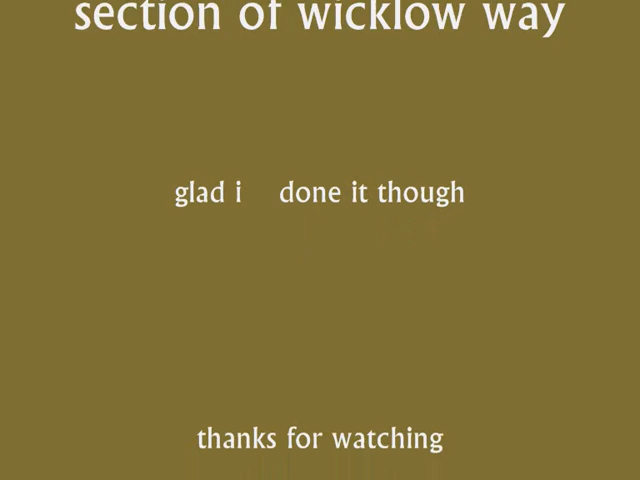 section of wicklow way
glad i done it though
thanks for watching